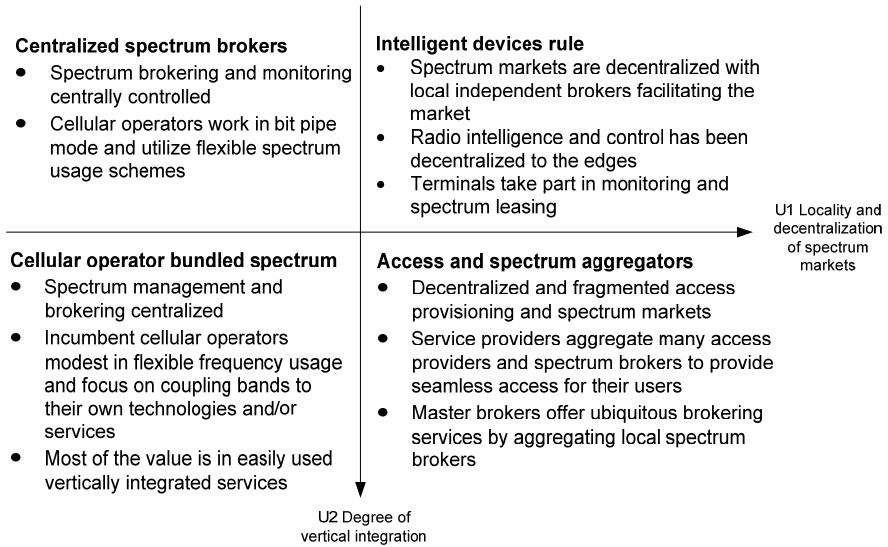 Centralized spectrum brokers
● Spectrum brokering and monitoring
centrally controlled
● Cellular operators work in bit pipe
mode and utilize flexible spectrum
usage schemes
Intelligent devices rule
• Spectrum markets are decentralized with
local independent brokers facilitating the
market
• Radio intelligence and control has been
decentralized to the edges
• Terminals take part in monitoring and
spectrum leasing
U1 Locality and
decentralization
of spectrum
markets
Cellular operator bundled spectrum
● Spectrum management and
brokering centralized
● Incumbent cellular operators
modest in flexible frequency usage
and focus on coupling bands to
their own technologies and/or
services
● Most of the value is in easily used
vertically integrated services
Access and spectrum aggregators
● Decentralized and fragmented access
provisioning and spectrum markets
● Service providers aggregate many access
providers and spectrum brokers to provide
seamless access for their users
● Master brokers offer ubiquitous brokering
services by aggregating local spectrum
brokers
U2 Degree of
vertical integration